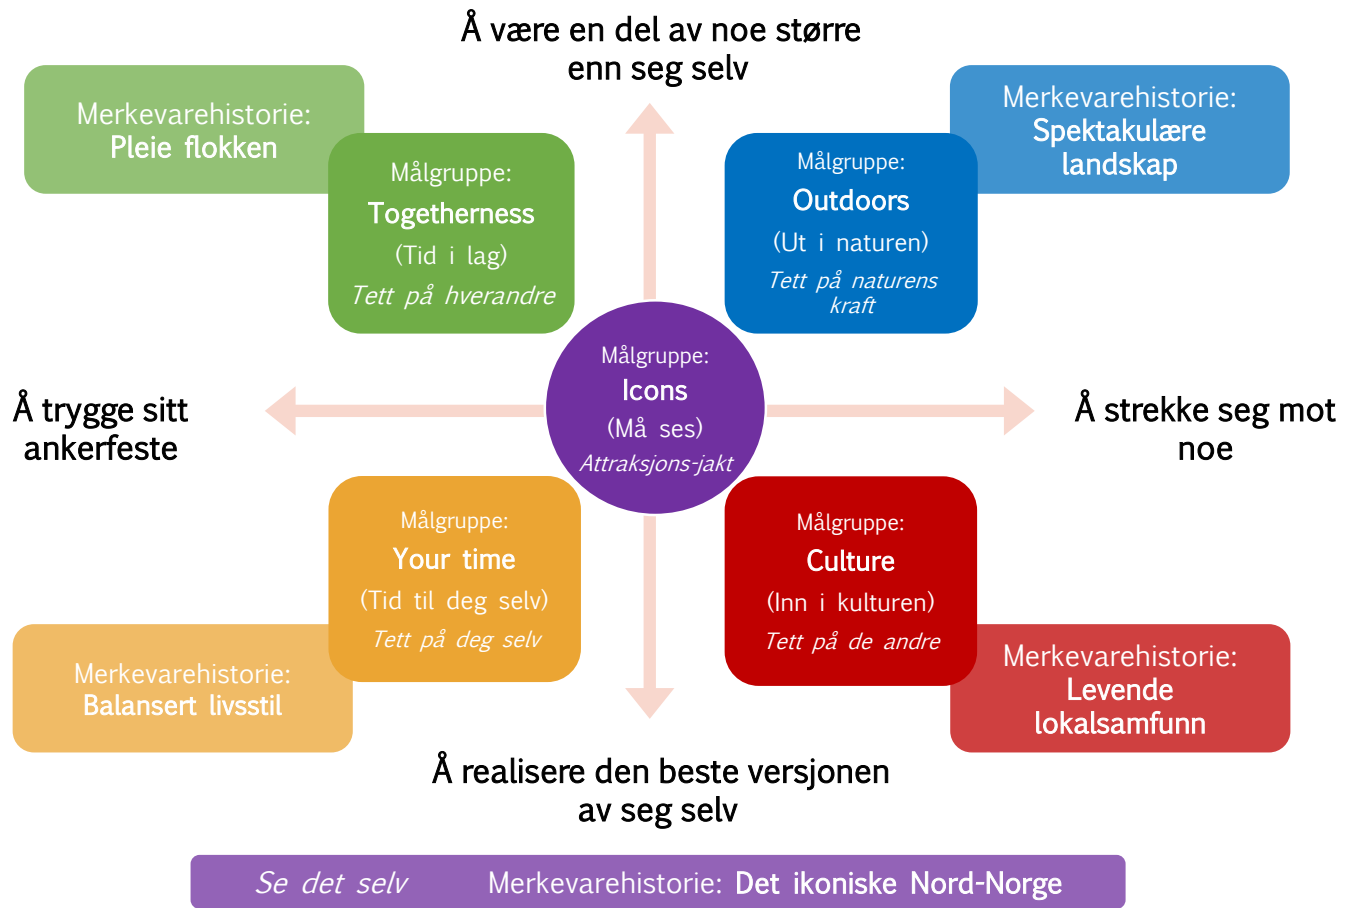 Å være en del av noe større
enn seg selv
Merkevarehistorie:
Pleie flokken
Målgruppe:
Togetherness
(Tid i lag)
Tett på hverandre
Målgruppe:
Outdoors
(Ut i naturen)
Tett på naturens
kraft
Merkevarehistorie:
Spektakulære
landskap
Å trygge sitt
ankerfeste
Målgruppe:
Icons
(Må ses)
Attraksjons-jakt
Å strekke seg mot
noe
Målgruppe:
Your time
(Tid til deg selv)
Tett på deg selv
Merkevarehistorie:
Balansert livsstil
Målgruppe:
Culture
(Inn i kulturen)
Tett på de andre
Merkevarehistorie:
Levende
lokalsamfunn
Å realisere den beste versjonen
av seg selv
Se det selv Merkevarehistorie: Det ikoniske Nord-Norge